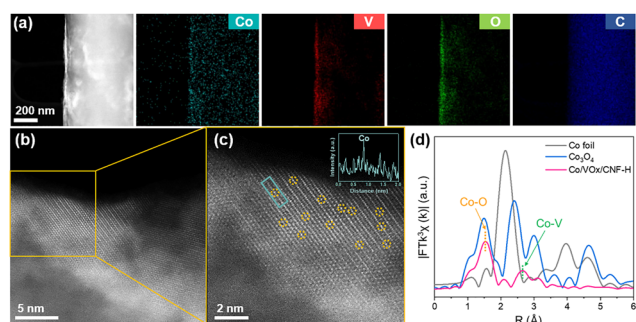 (a)
Co
V
O
C
200 nm
(b)
5 nm
(c)
Co
Intensity (a.u.)
0.0 0.5 1.0 1.5 2.0
Distance (nm)
2 nm
(d)
Co foil
Co₃O₄
Co/VOx/CNF-H
Co-O
Co-V
|FTk³χ (k)| (a.u.)
0 1 2 3 4 5 6
R (Å)